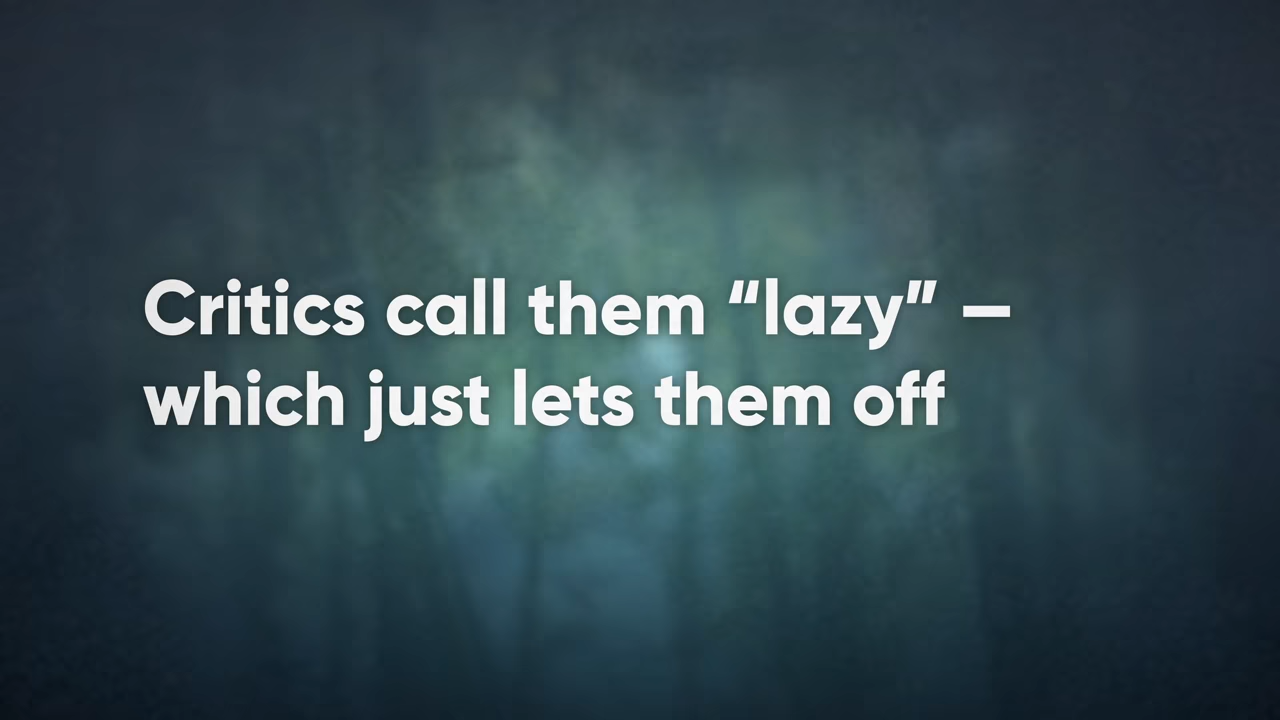 Critics call them “lazy” —
which just lets them off